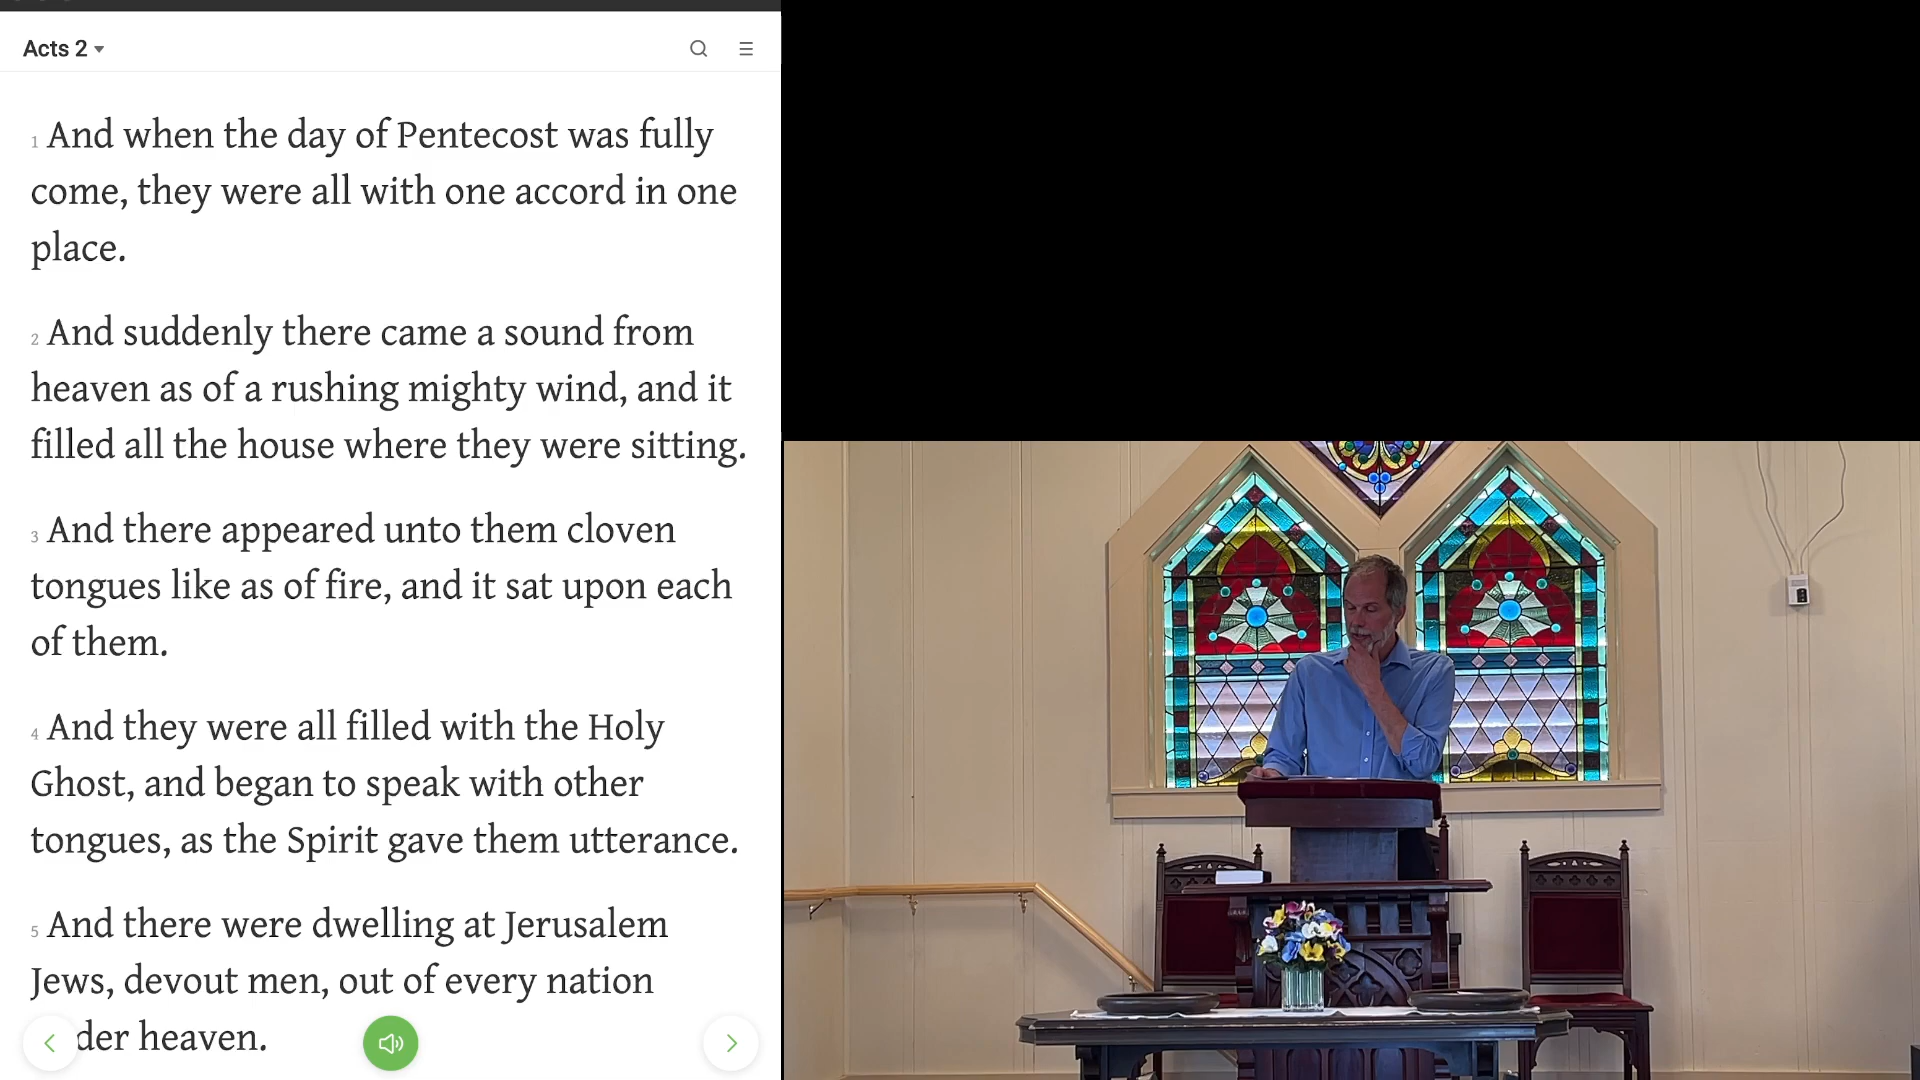 Acts 2
1 And when the day of Pentecost was fully
come, they were all with one accord in one
place.
2 And suddenly there came a sound from
heaven as of a rushing mighty wind, and it
filled all the house where they were sitting.
3 And there appeared unto them cloven
tongues like as of fire, and it sat upon each
of them.
4 And they were all filled with the Holy
Ghost, and began to speak with other
tongues, as the Spirit gave them utterance.
5 And there were dwelling at Jerusalem
Jews, devout men, out of every nation
der heaven.